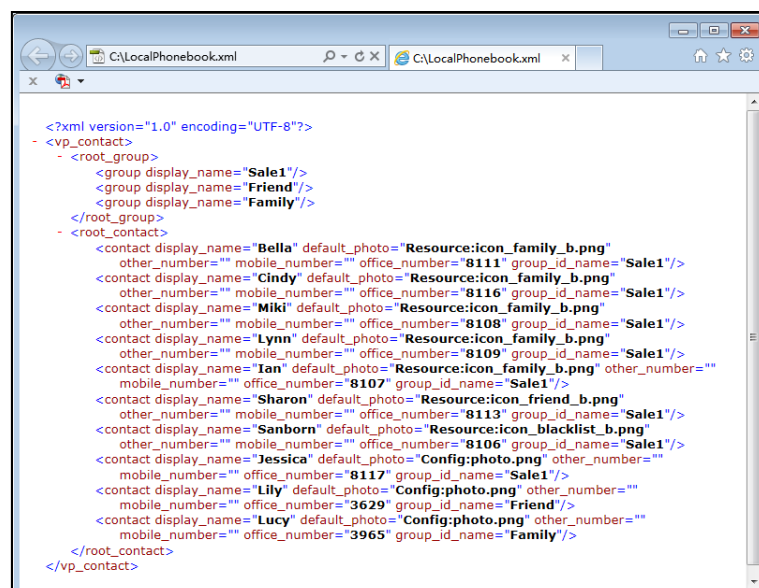 C:\LocalPhonebook.xml
C:\LocalPhonebook.xml
<?xml version="1.0" encoding="UTF-8"?>
- <vp_contact>
- <root_group>
<group display_name="Sale1"/>
<group display_name="Friend"/>
<group display_name="Family"/>
</root_group>
- <root_contact>
<contact display_name="Bella" default_photo="Resource:icon_family_b.png"
other_number="" mobile_number="" office_number="8111" group_id_name="Sale1"/>
<contact display_name="Cindy" default_photo="Resource:icon_family_b.png"
other_number="" mobile_number="" office_number="8116" group_id_name="Sale1"/>
<contact display_name="Miki" default_photo="Resource:icon_family_b.png"
other_number="" mobile_number="" office_number="8108" group_id_name="Sale1"/>
<contact display_name="Lynn" default_photo="Resource:icon_family_b.png"
other_number="" mobile_number="" office_number="8109" group_id_name="Sale1"/>
<contact display_name="Ian" default_photo="Resource:icon_family_b.png" other_number=""
mobile_number="" office_number="8107" group_id_name="Sale1"/>
<contact display_name="Sharon" default_photo="Resource:icon_friend_b.png"
other_number="" mobile_number="" office_number="8113" group_id_name="Sale1"/>
<contact display_name="Sanborn" default_photo="Resource:icon_blacklist_b.png"
other_number="" mobile_number="" office_number="8106" group_id_name="Sale1"/>
<contact display_name="Jessica" default_photo="Config:photo.png" other_number=""
mobile_number="" office_number="8117" group_id_name="Sale1"/>
<contact display_name="Lily" default_photo="Config:photo.png" other_number=""
mobile_number="" office_number="3629" group_id_name="Friend"/>
<contact display_name="Lucy" default_photo="Config:photo.png" other_number=""
mobile_number="" office_number="3965" group_id_name="Family"/>
</root_contact>
</vp_contact>